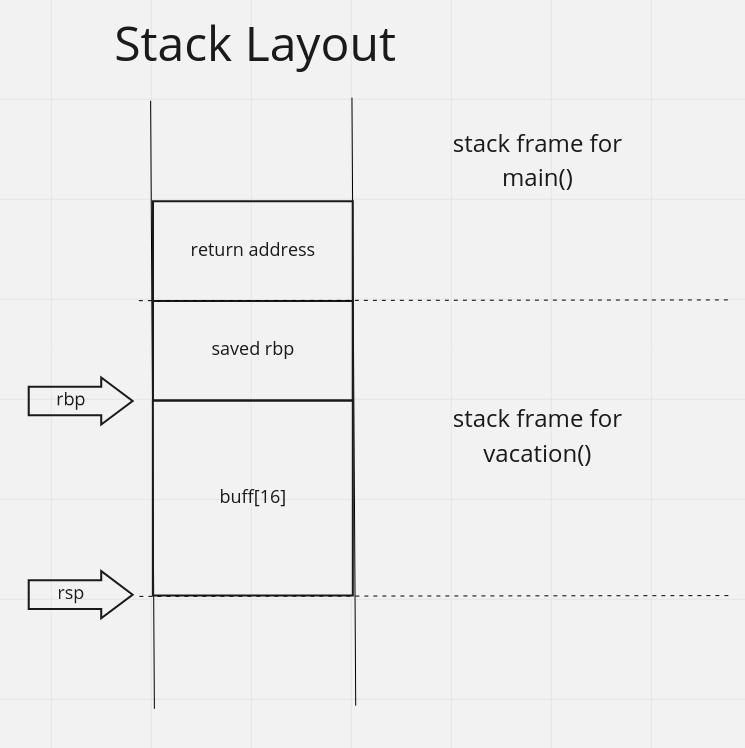 Stack Layout
stack frame for
main()
return address
saved rbp
rbp
stack frame for
vacation()
buff[16]
rsp